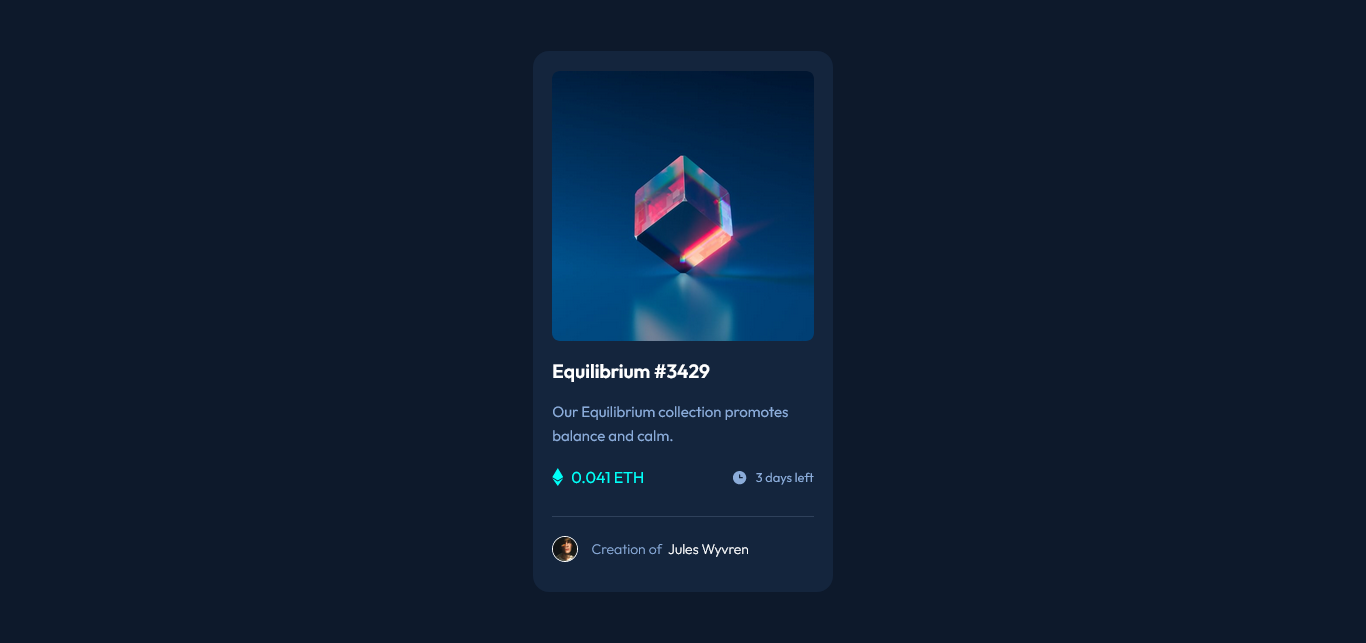 Equilibrium #3429
Our Equilibrium collection promotes
balance and calm.
0.041 ETH
3 days left
Creation of Jules Wyvren